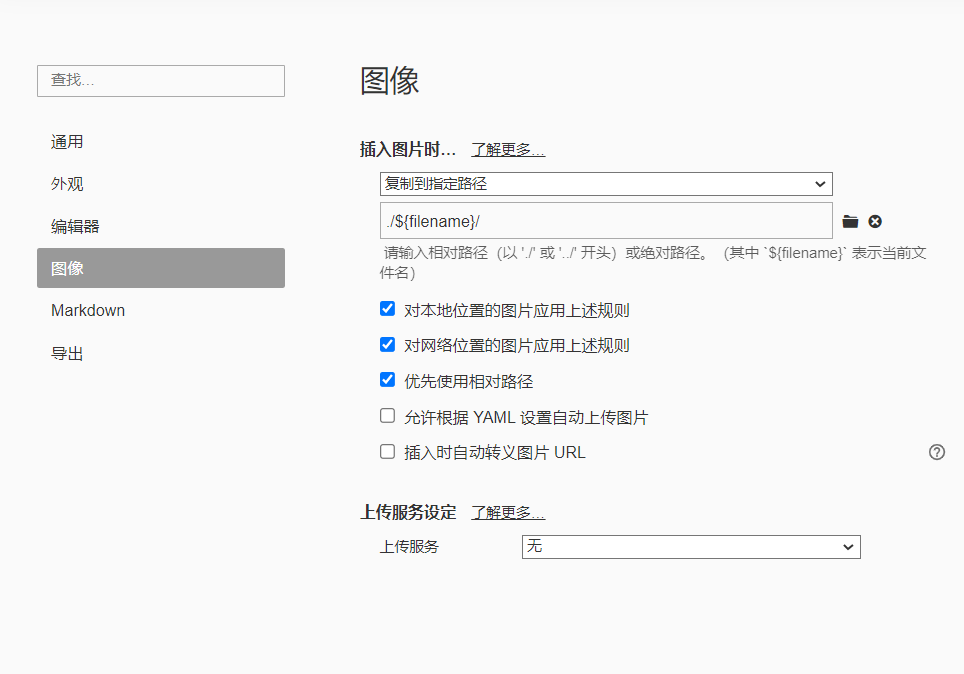 查找...
通用
外观
编辑器
图像
Markdown
导出
图像
插入图片时... 了解更多...
复制到指定路径
./${filename}/
请输入相对路径（以 './' 或 '../' 开头）或绝对路径。（其中 `${filename}` 表示当前文
件名）
对本地位置的图片应用上述规则
对网络位置的图片应用上述规则
优先使用相对路径
允许根据 YAML 设置自动上传图片
插入时自动转义图片 URL
上传服务设定 了解更多...
上传服务 无